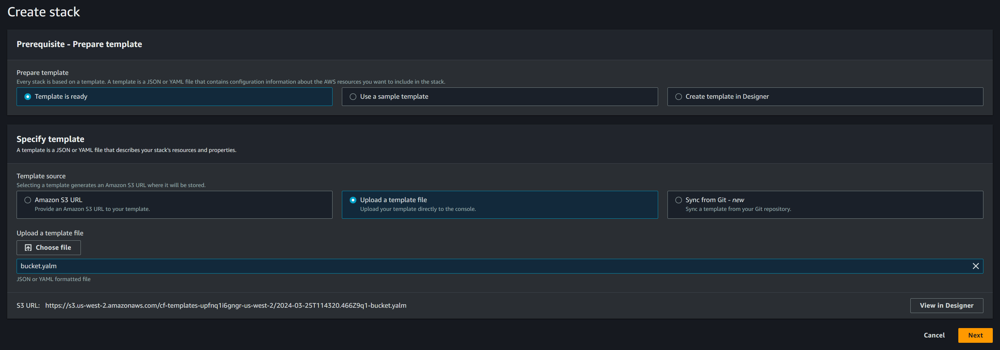 Create stack
Prerequisite - Prepare template
Prepare template
Every stack is based on a template. A template is a JSON or YAML file that contains configuration information about the AWS resources you want to include in the stack.
Template is ready
Use a sample template
Create template in Designer
Specify template
A template is a JSON or YAML file that describes your stack's resources and properties.
Template source
Selecting a template generates an Amazon S3 URL where it will be stored.
Amazon S3 URL
Provide an Amazon S3 URL to your template.
Upload a template file
Upload your template directly to the console.
Sync from Git - new
Sync a template from your Git repository.
Upload a template file
Choose file
bucket.yalm
JSON or YAML formatted file
S3 URL: https://s3.us-west-2.amazonaws.com/cf-templates-upfnq1i6gngr-us-west-2/2024-03-25T114320.466Z9q1-bucket.yalm
View in Designer
Cancel
Next